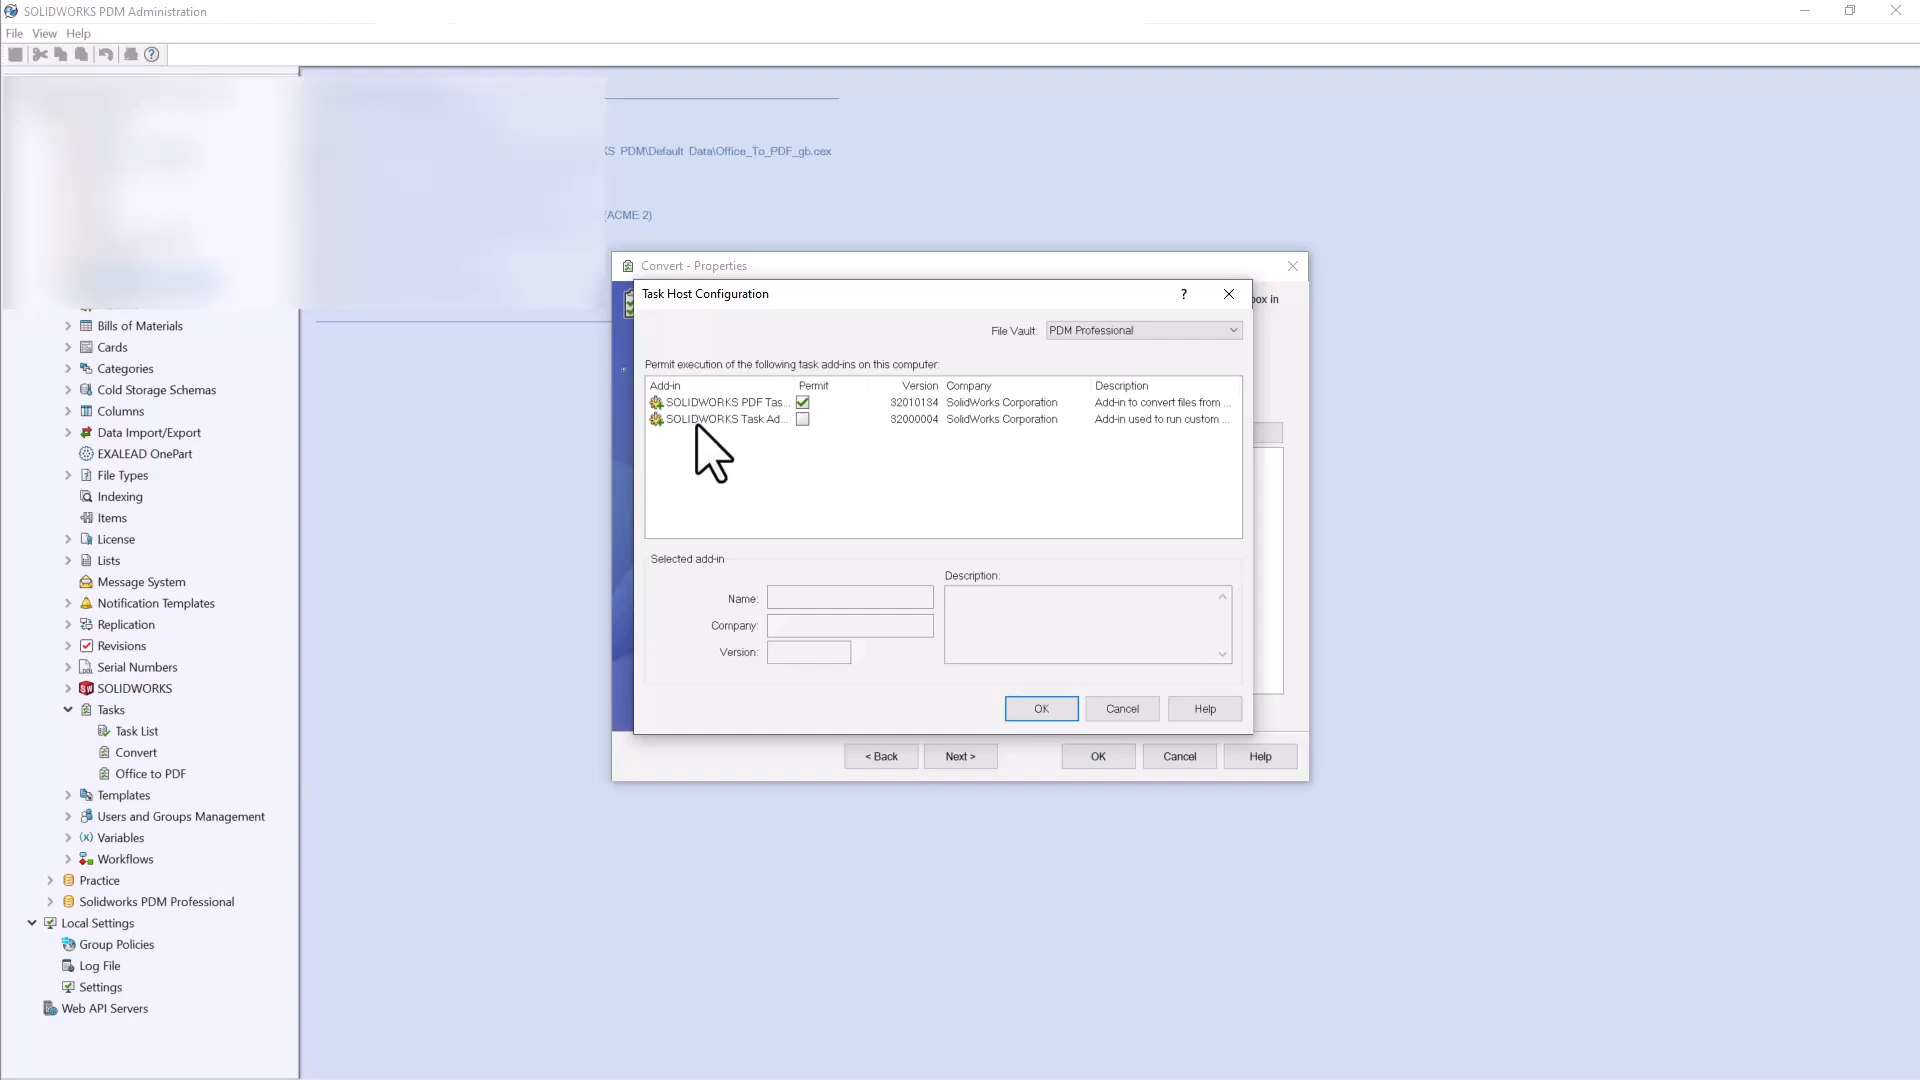 SOLIDWORKS PDM Administration
File View Help
KS PDM\Default Data\Office_To_PDF_gb.cex
(ACME 2)
Bills of Materials
Cards
Categories
Cold Storage Schemas
Columns
Data Import/Export
EXALEAD OnePart
File Types
Indexing
Items
License
Lists
Message System
Notification Templates
Replication
Revisions
Serial Numbers
SOLIDWORKS
Tasks
Task List
Convert
Office to PDF
Templates
Users and Groups Management
Variables
Workflows
Practice
Solidworks PDM Professional
Local Settings
Group Policies
Log File
Settings
Web API Servers
Convert - Properties
box in
Task Host Configuration
File Vault: PDM Professional
Permit execution of the following task add-ins on this computer:
Add-in Permit Version Company Description
SOLIDWORKS PDF Tas... 32010134 SolidWorks Corporation Add-in to convert files from ...
SOLIDWORKS Task Ad... 32000004 SolidWorks Corporation Add-in used to run custom ...
Selected add-in
Description:
Name:
Company:
Version:
OK Cancel Help
< Back Next > OK Cancel Help